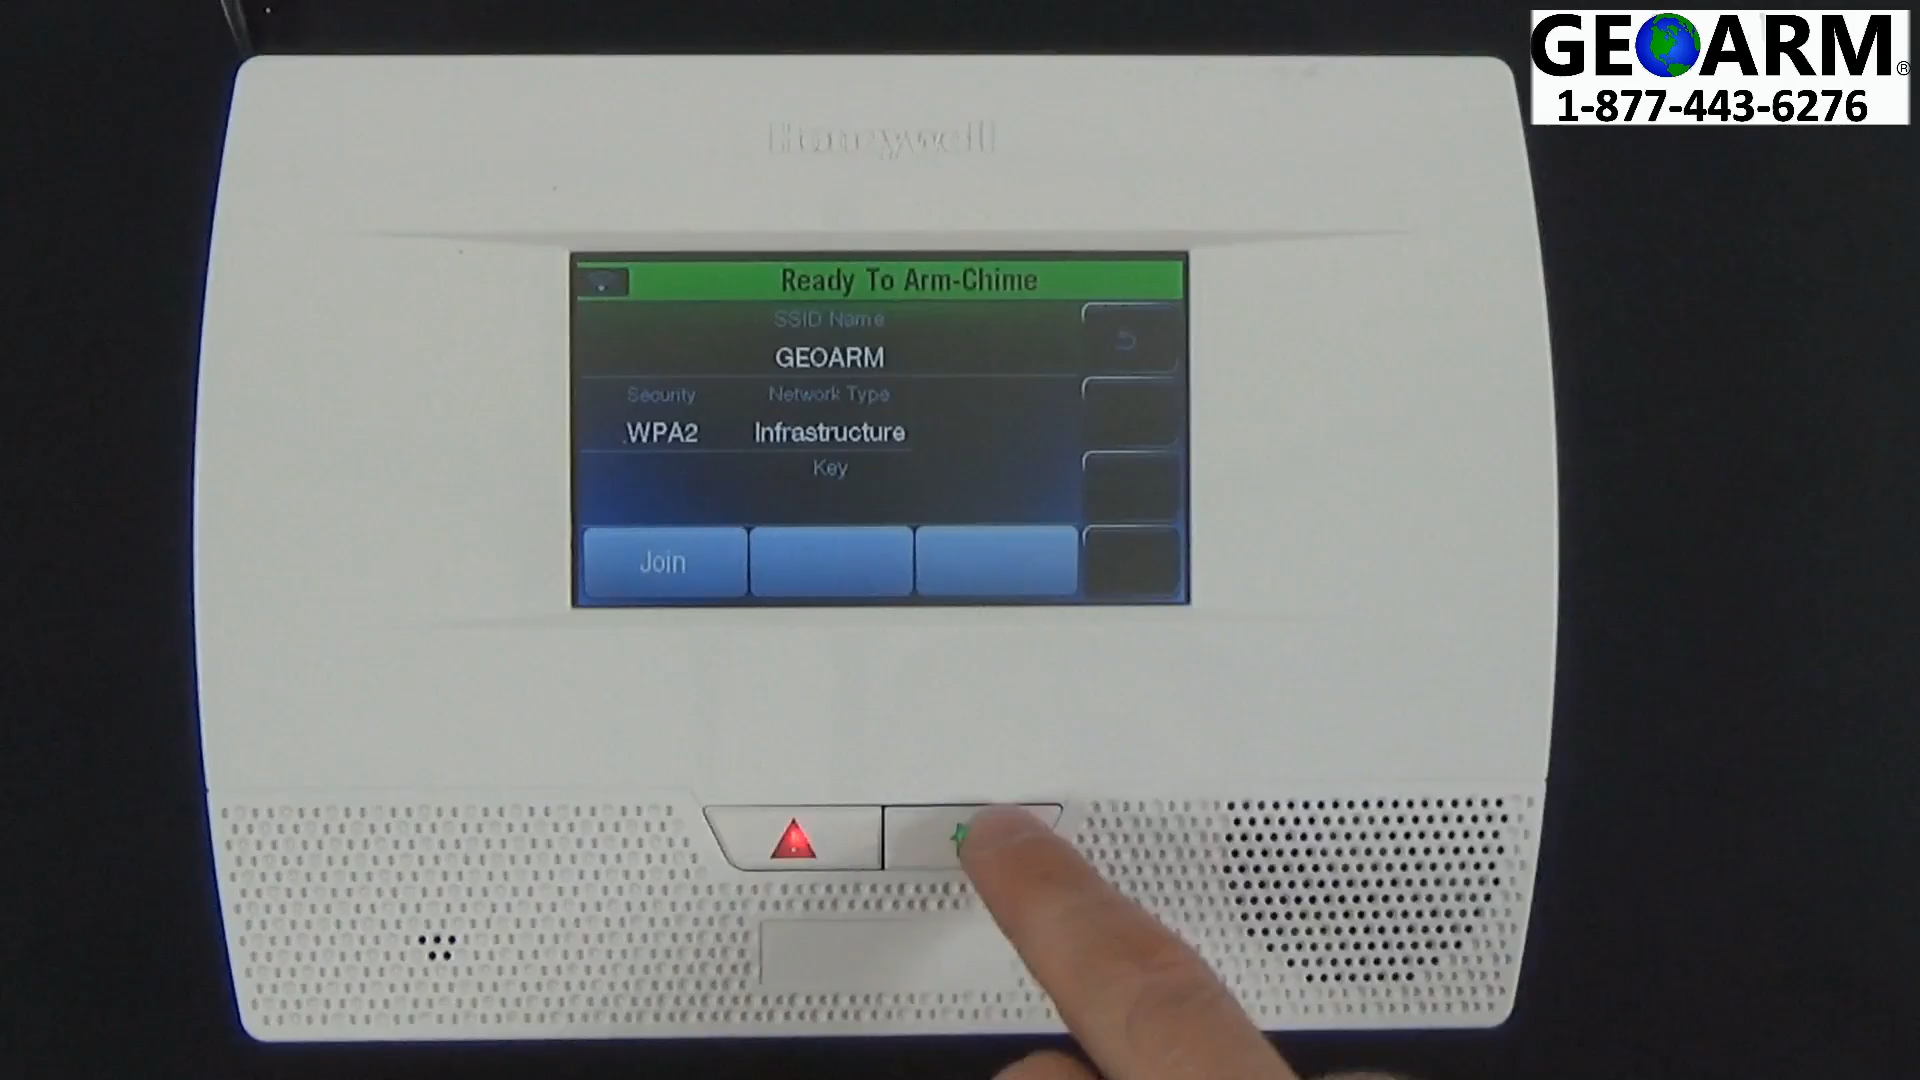 GEOARM®
1-877-443-6276
Honeywell
Ready To Arm-Chime
SSID Name
GEOARM
Security Network Type
WPA2 Infrastructure
Key
Join